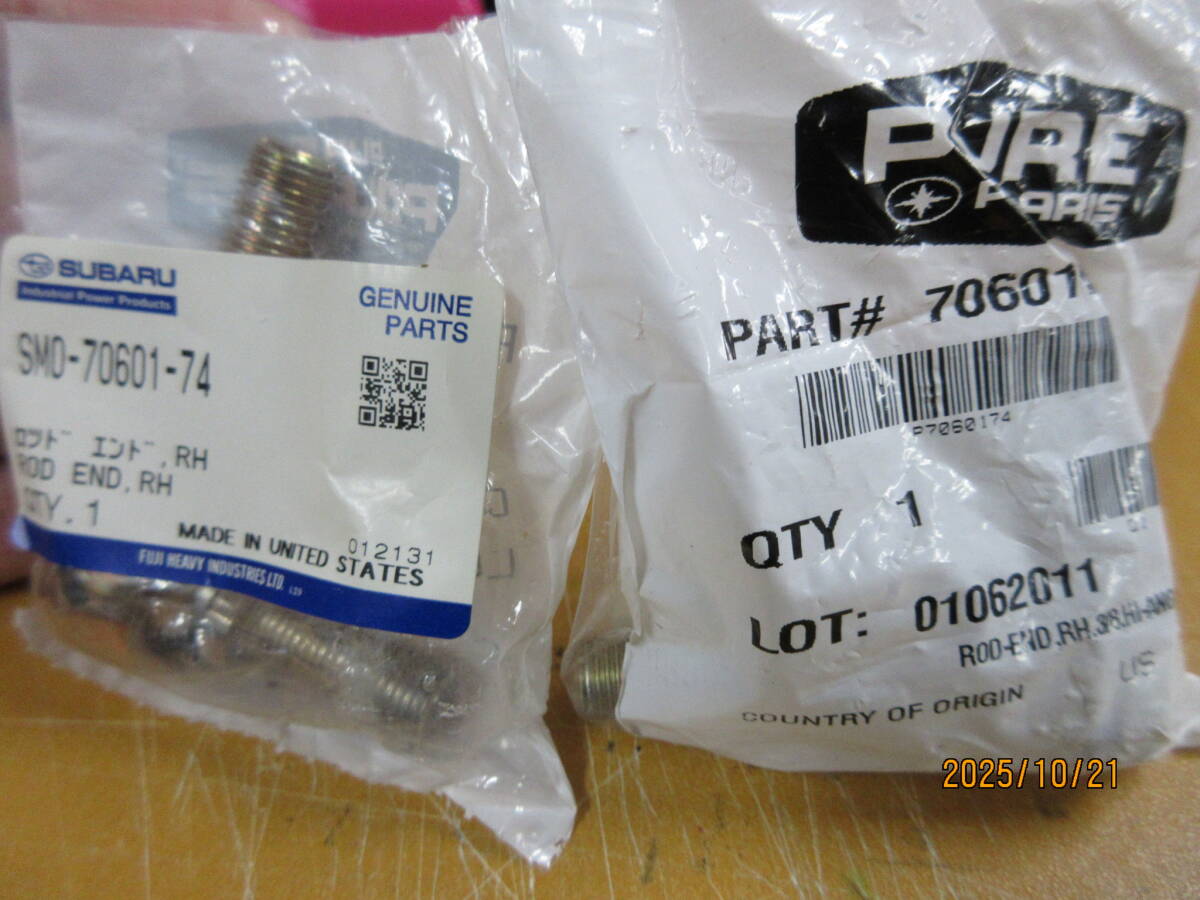 SUBARU
Industrial Power Products
GENUINE
PARTS
SMO-70601-74
ロッド エンド,RH
ROD END,RH
QTY. 1
MADE IN UNITED STATES
012131
FUJI HEAVY INDUSTRIES LTD.
PURE
PARTS
PART# 70601
P7060174
QTY 1
LOT: 01062011
ROD-END,RH,3/8,HI-ANG
COUNTRY OF ORIGIN US
2025/10/21